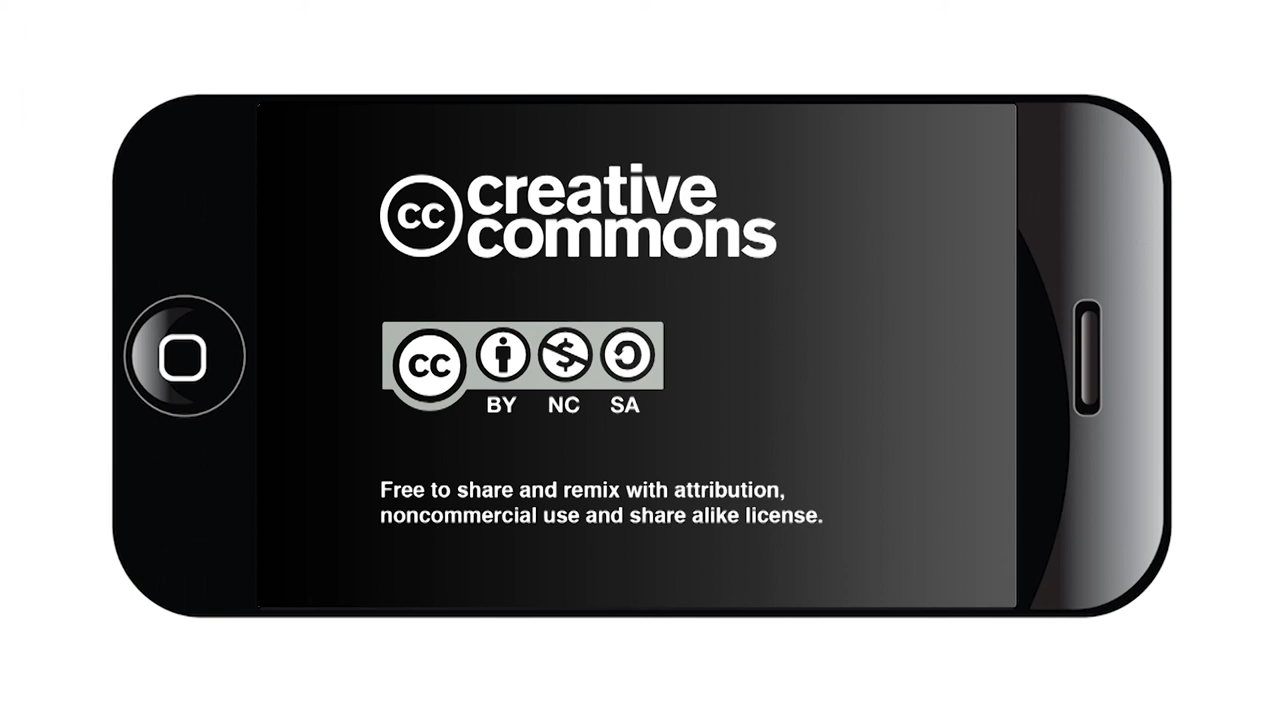 cc creative
commons
cc
BY NC SA
Free to share and remix with attribution,
noncommercial use and share alike license.